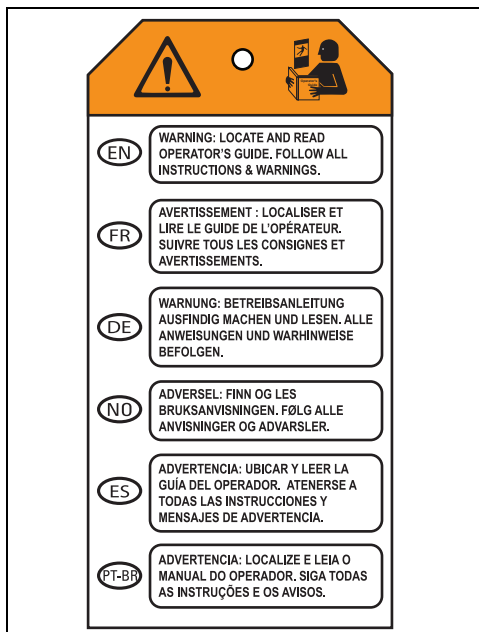 Operator's
Guide
EN
WARNING: LOCATE AND READ
OPERATOR'S GUIDE. FOLLOW ALL
INSTRUCTIONS & WARNINGS.
FR
AVERTISSEMENT : LOCALISER ET
LIRE LE GUIDE DE L'OPÉRATEUR.
SUIVRE TOUS LES CONSIGNES ET
AVERTISSEMENTS.
DE
WARNUNG: BETREIBSANLEITUNG
AUSFINDIG MACHEN UND LESEN. ALLE
ANWEISUNGEN UND WARHINWEISE
BEFOLGEN.
NO
ADVERSEL: FINN OG LES
BRUKSANVISNINGEN. FØLG ALLE
ANVISNINGER OG ADVARSLER.
ES
ADVERTENCIA: UBICAR Y LEER LA
GUÍA DEL OPERADOR. ATENERSE A
TODAS LAS INSTRUCCIONES Y
MENSAJES DE ADVERTENCIA.
PT-BR
ADVERTENCIA: LOCALIZE E LEIA O
MANUAL DO OPERADOR. SIGA TODAS
AS INSTRUÇÕES E OS AVISOS.